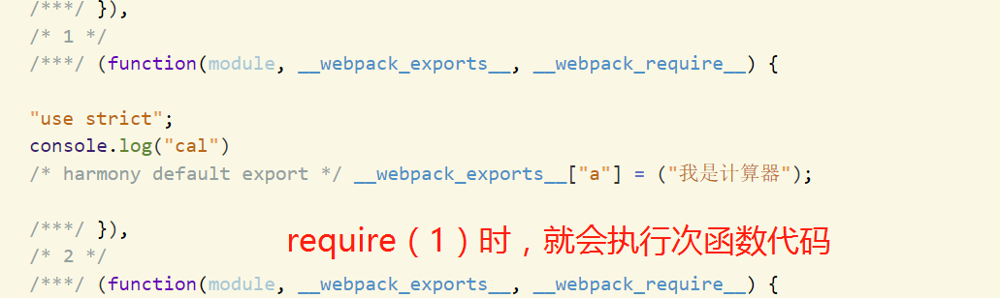 /***/ }),
/* 1 */
/***/ (function(module, __webpack_exports__, __webpack_require__) {
"use strict";
console.log("cal")
/* harmony default export */ __webpack_exports__["a"] = ("我是计算器");
/***/ }),
require（1）时，就会执行次函数代码
/* 2 */
/***/ (function(module, __webpack_exports__, __webpack_require__) {